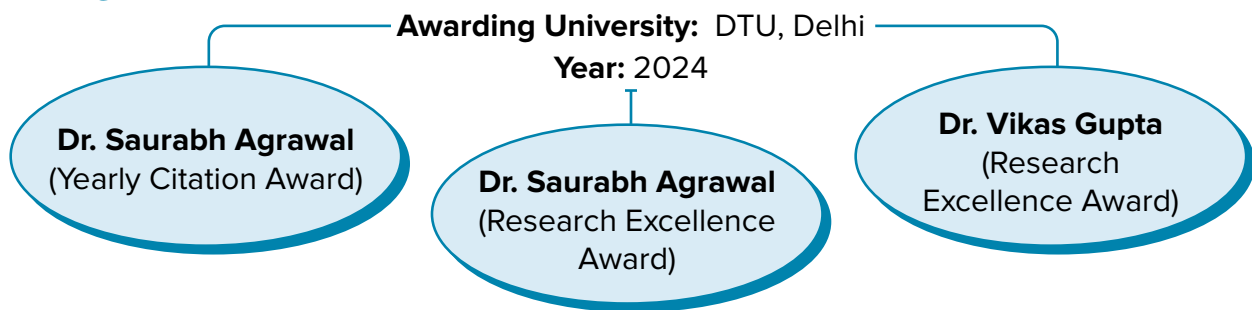 Awarding University: DTU, Delhi
Year: 2024
Dr. Saurabh Agrawal
(Yearly Citation Award)
Dr. Saurabh Agrawal
(Research Excellence
Award)
Dr. Vikas Gupta
(Research
Excellence Award)